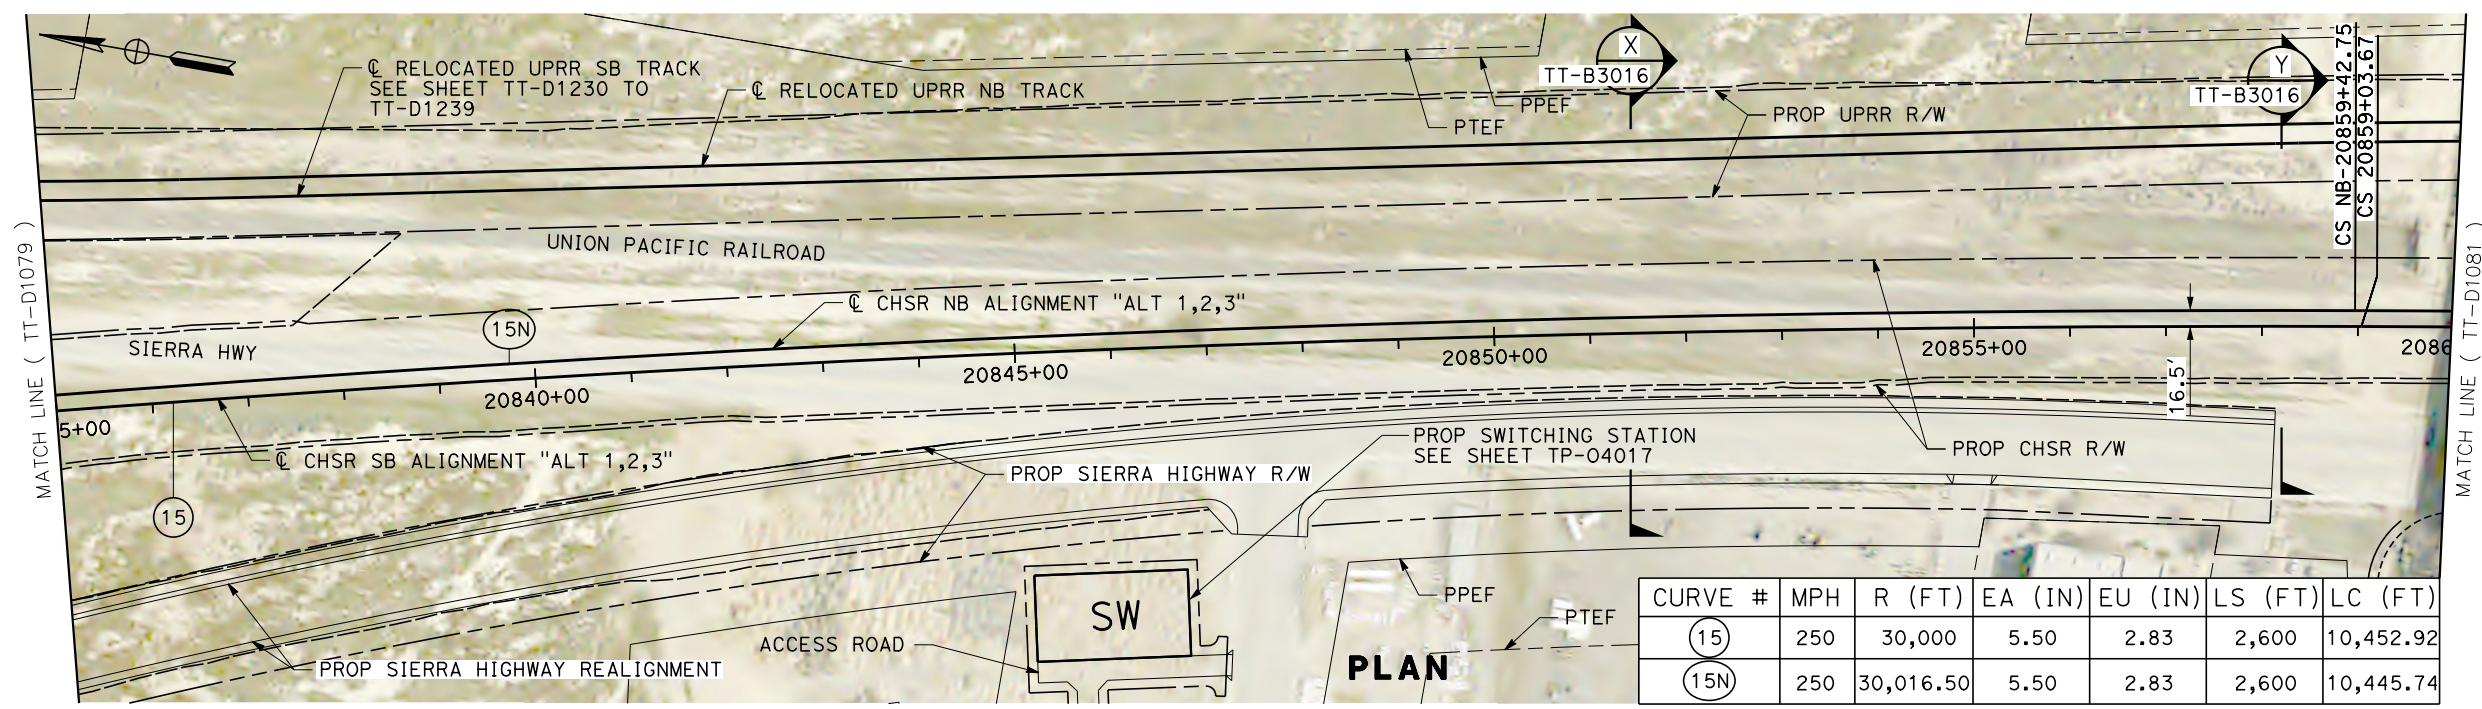 X
TT-B3016
Y
TT-B3016
CS NB-20859+42.75
CS 20859+03.67
℄ RELOCATED UPRR SB TRACK
SEE SHEET TT-D1230 TO
TT-D1239
℄ RELOCATED UPRR NB TRACK
PPEF
PTEF
PROP UPRR R/W
MATCH LINE ( TT-D1079 )
UNION PACIFIC RAILROAD
℄ CHSR NB ALIGNMENT "ALT 1,2,3"
15N
SIERRA HWY
5+00
20840+00
20845+00
20850+00
20855+00
2086
16.5'
MATCH LINE ( TT-D1081 )
℄ CHSR SB ALIGNMENT "ALT 1,2,3"
15
PROP SIERRA HIGHWAY R/W
PROP SWITCHING STATION
SEE SHEET TP-O4017
PROP CHSR R/W
SW
ACCESS ROAD
PROP SIERRA HIGHWAY REALIGNMENT
PPEF
PTEF
PLAN
CURVE # MPH R (FT) EA (IN) EU (IN) LS (FT) LC (FT)
15 250 30,000 5.50 2.83 2,600 10,452.92
15N 250 30,016.50 5.50 2.83 2,600 10,445.74